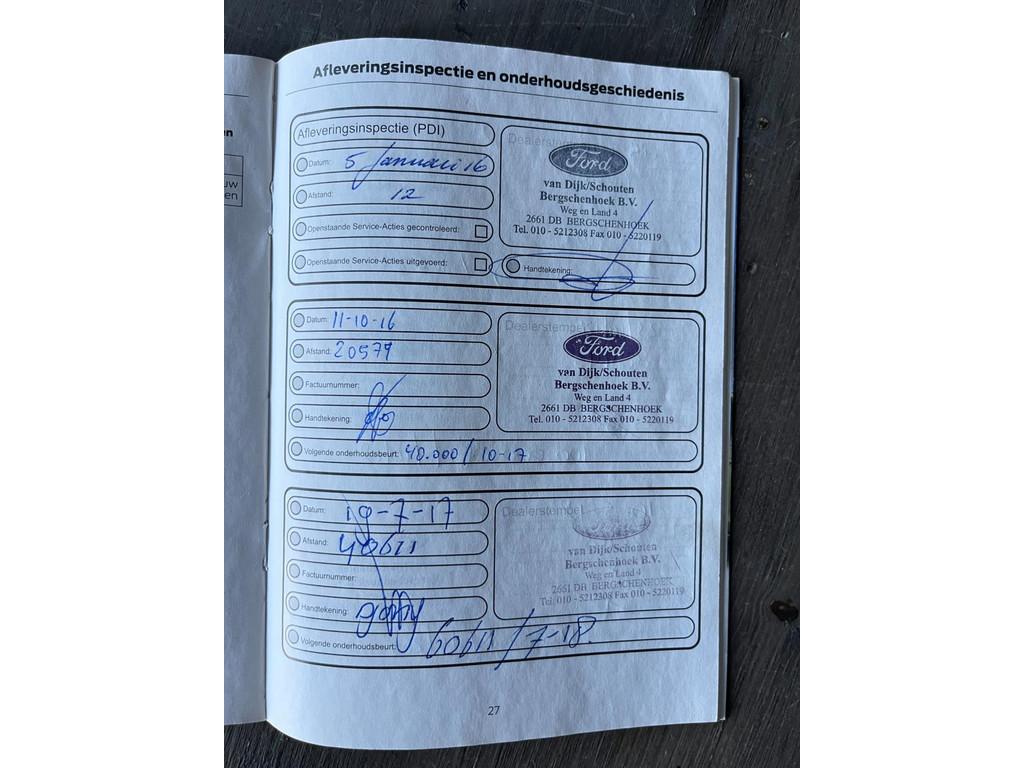 Afleveringsinspectie en onderhoudsgeschiedenis
n
uw
en
Afleveringsinspectie (PDI)
Datum: 5 Januari 16
Afstand: 12
Openstaande Service-Acties gecontroleerd:
Openstaande Service-Acties uitgevoerd:
Ford
van Dijk/Schouten
Bergschenhoek B.V.
Weg en Land 4
2661 DB BERGSCHENHOEK
Tel. 010 - 5212308 Fax 010 - 5220119
Handtekening:
Datum: 11-10-16
Afstand: 20579
Factuurnummer:
Handtekening:
Volgende onderhoudsbeurt: 40.000 / 10-17
Dealerstempel
Ford
van Dijk/Schouten
Bergschenhoek B.V.
Weg en Land 4
2661 DB BERGSCHENHOEK
Tel. 010 - 5212308 Fax 010 - 5220119
Datum: 19-7-17
Afstand: 40611
Factuurnummer:
Handtekening:
Volgende onderhoudsbeurt: 60611 / 7-18.
Dealerstempel
van Dijk/Schouten
Bergschenhoek B.V.
Weg en Land 4
2661 DB BERGSCHENHOEK
Tel. 010 - 5212308 Fax 010 - 5220119
27